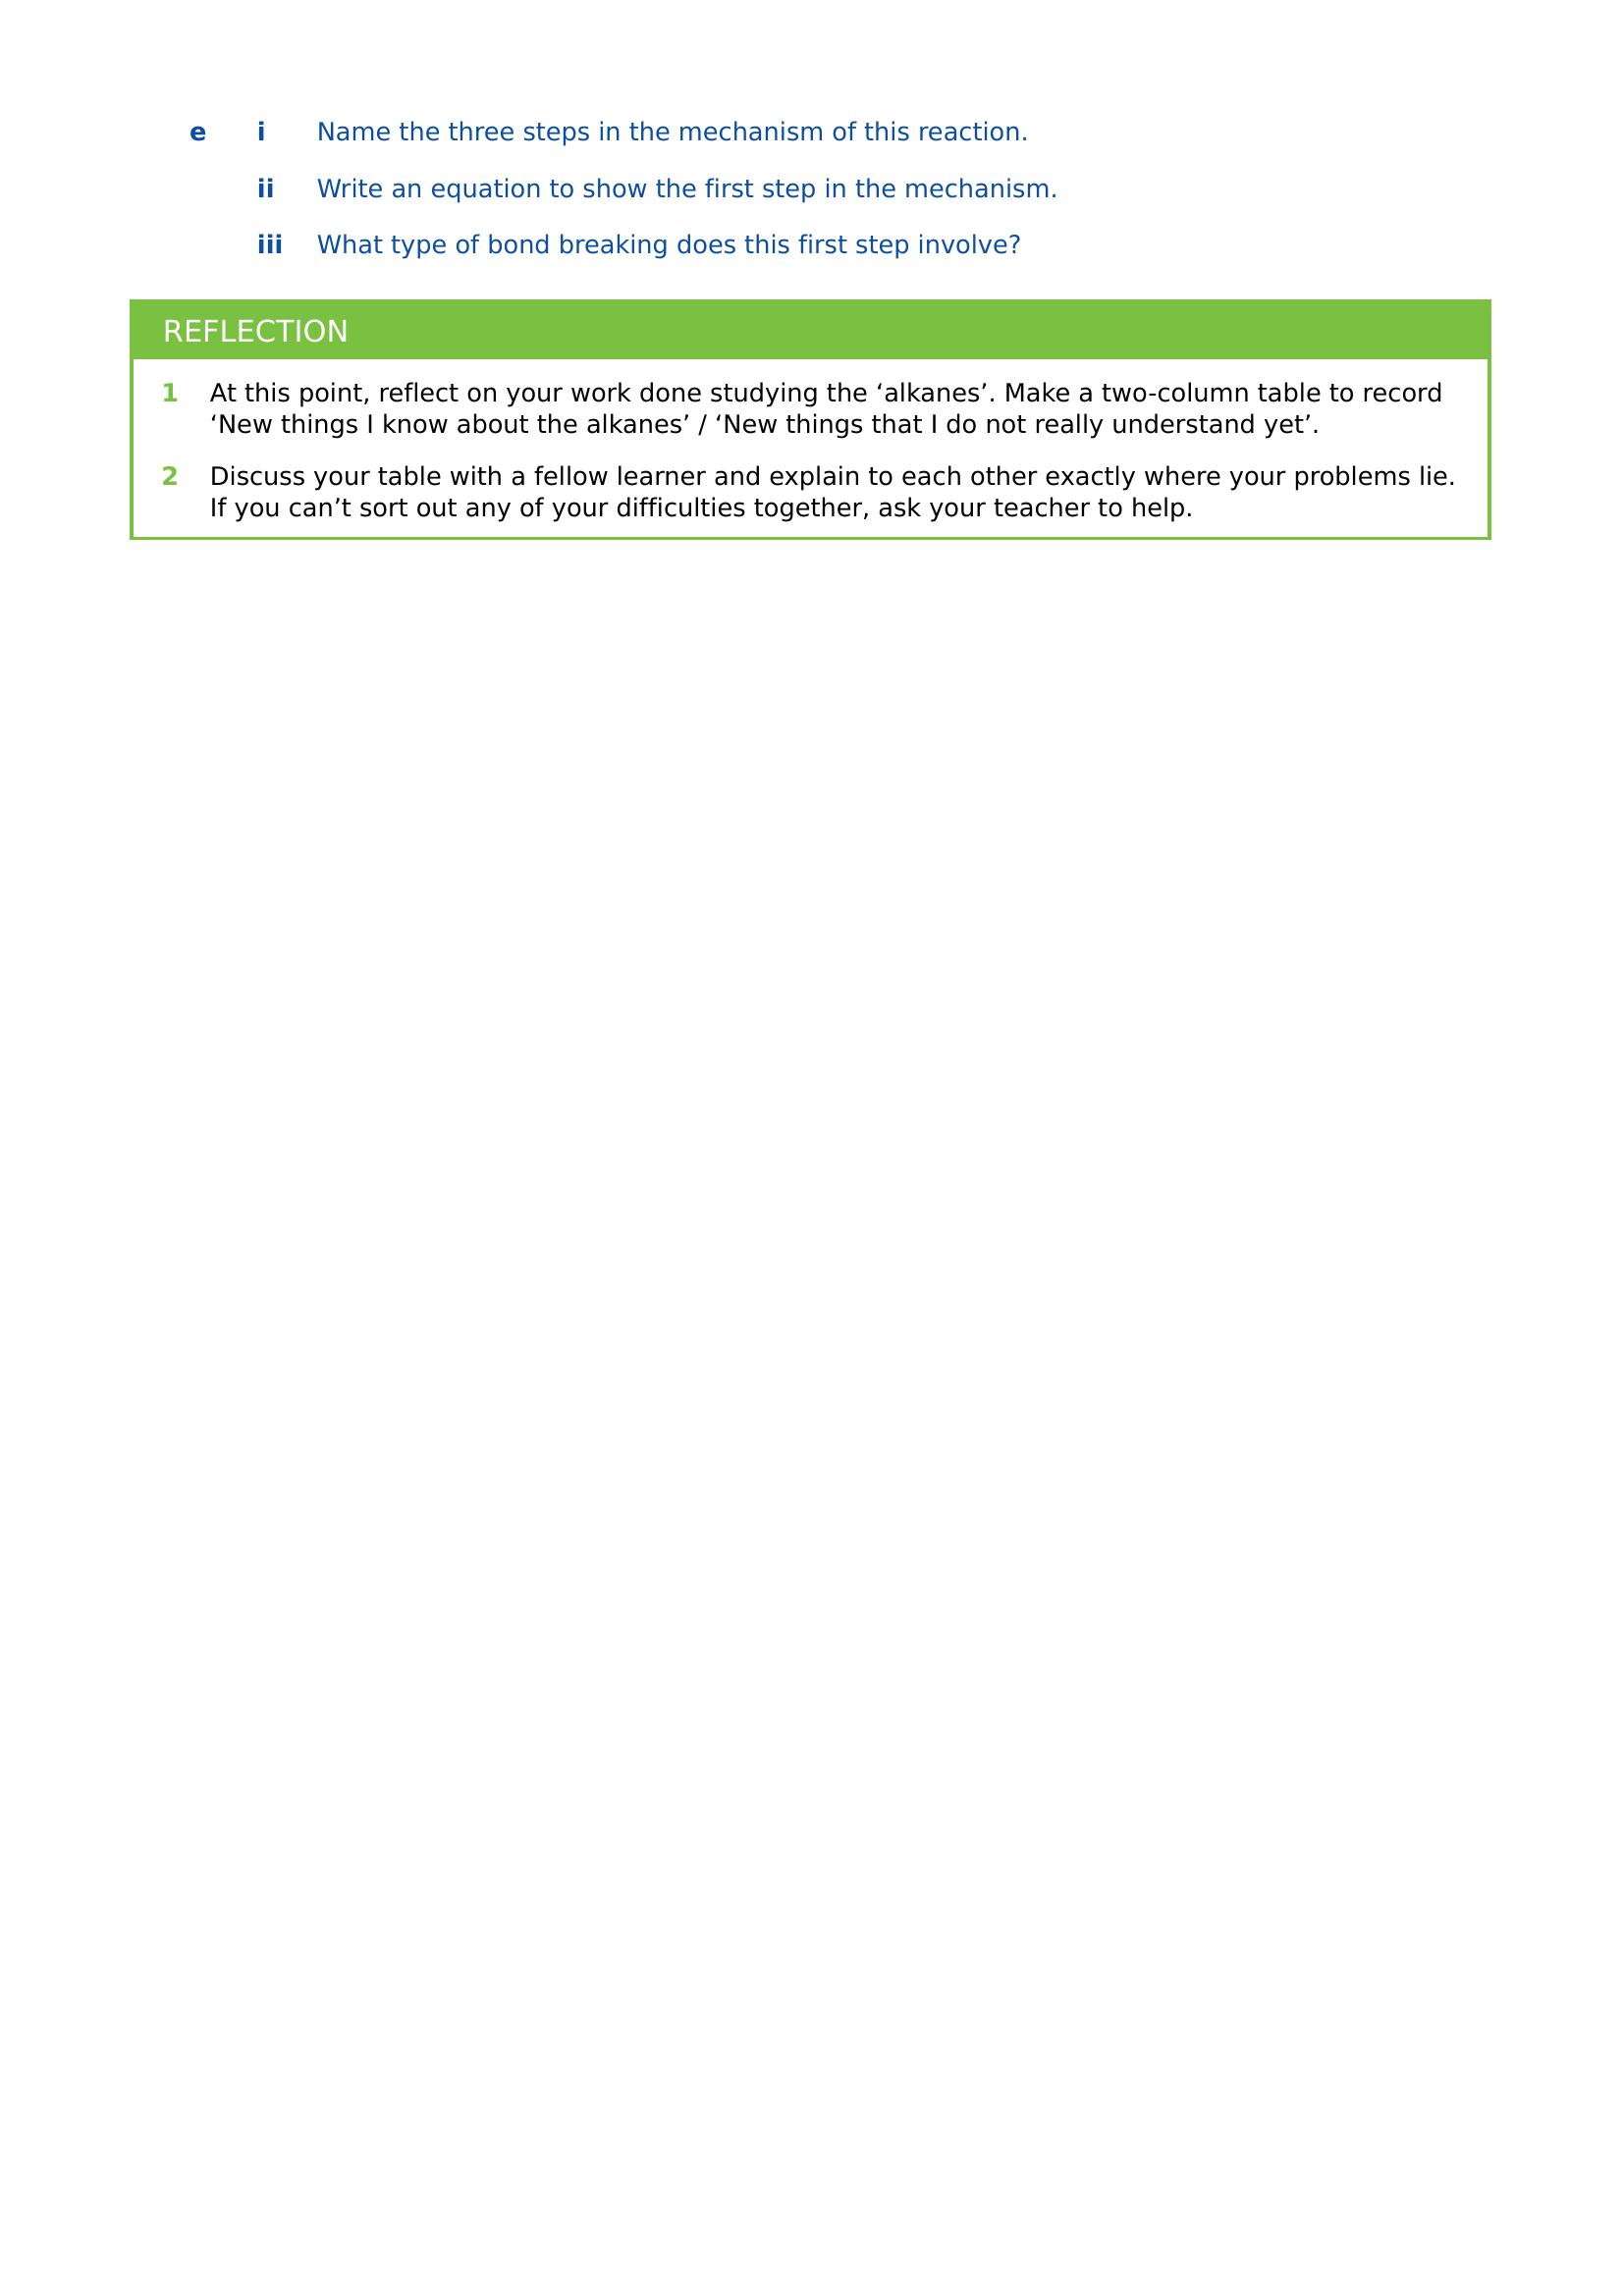 e i Name the three steps in the mechanism of this reaction.
ii Write an equation to show the first step in the mechanism.
iii What type of bond breaking does this first step involve?
REFLECTION
1 At this point, reflect on your work done studying the ‘alkanes’. Make a two-column table to record
‘New things I know about the alkanes’ / ‘New things that I do not really understand yet’.
2 Discuss your table with a fellow learner and explain to each other exactly where your problems lie.
If you can’t sort out any of your difficulties together, ask your teacher to help.